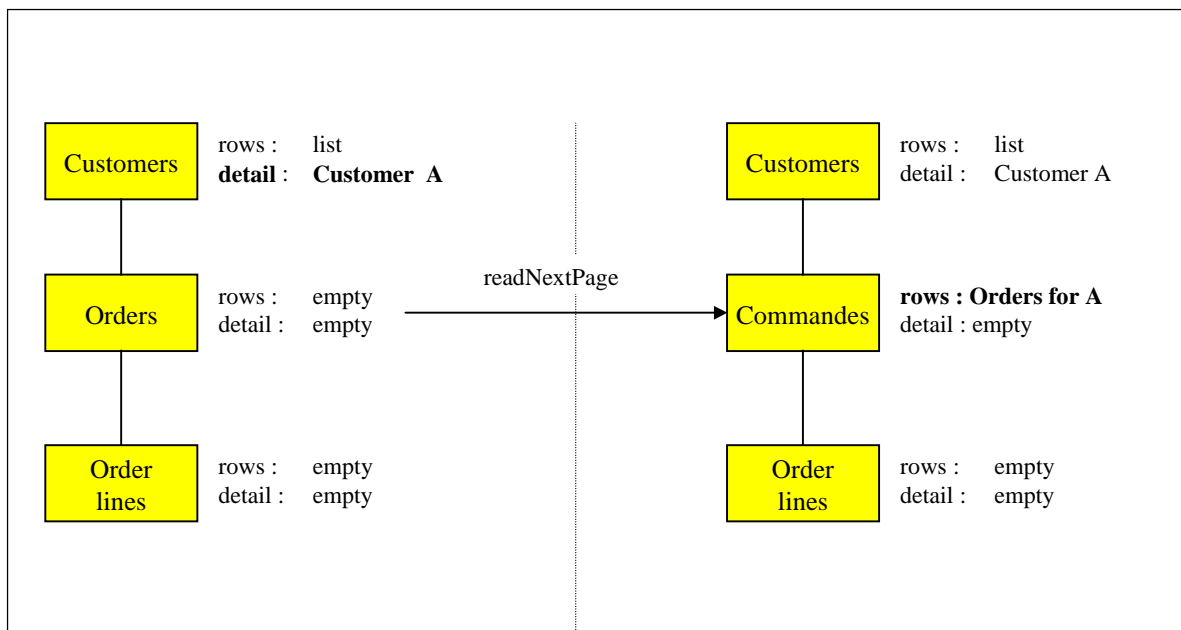 Customers
rows : list
detail : Customer A
Orders
rows : empty
detail : empty
Order
lines
rows : empty
detail : empty
readNextPage
Customers
rows : list
detail : Customer A
Commandes
rows : Orders for A
detail : empty
Order
lines
rows : empty
detail : empty